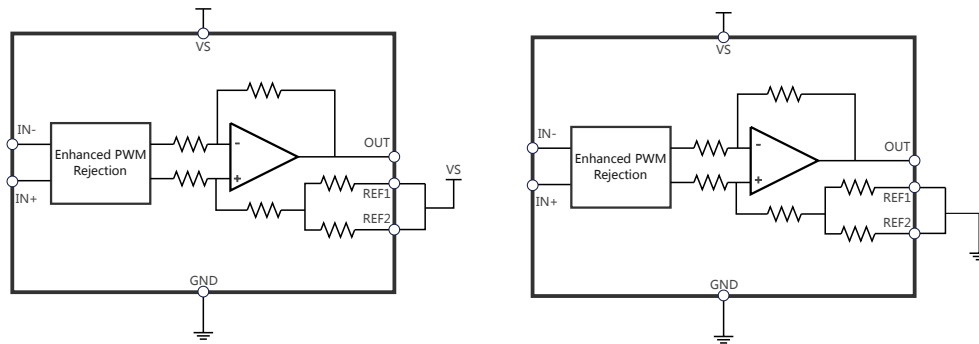 VS
IN-
Enhanced PWM
Rejection
IN+
-
+
OUT
REF1
REF2
VS
GND
VS
IN-
Enhanced PWM
Rejection
IN+
-
+
OUT
REF1
REF2
GND